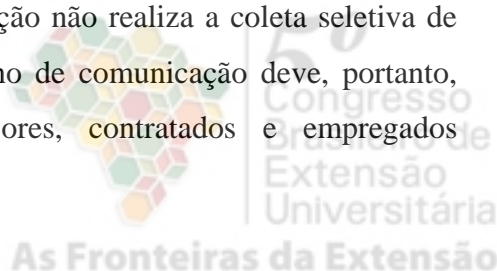 ção não realiza a coleta seletiva de
no de comunicação deve, portanto,
ores, contratados e empregados
5º
Congresso
Brasileiro de
Extensão
Universitária
As Fronteiras da Extensão